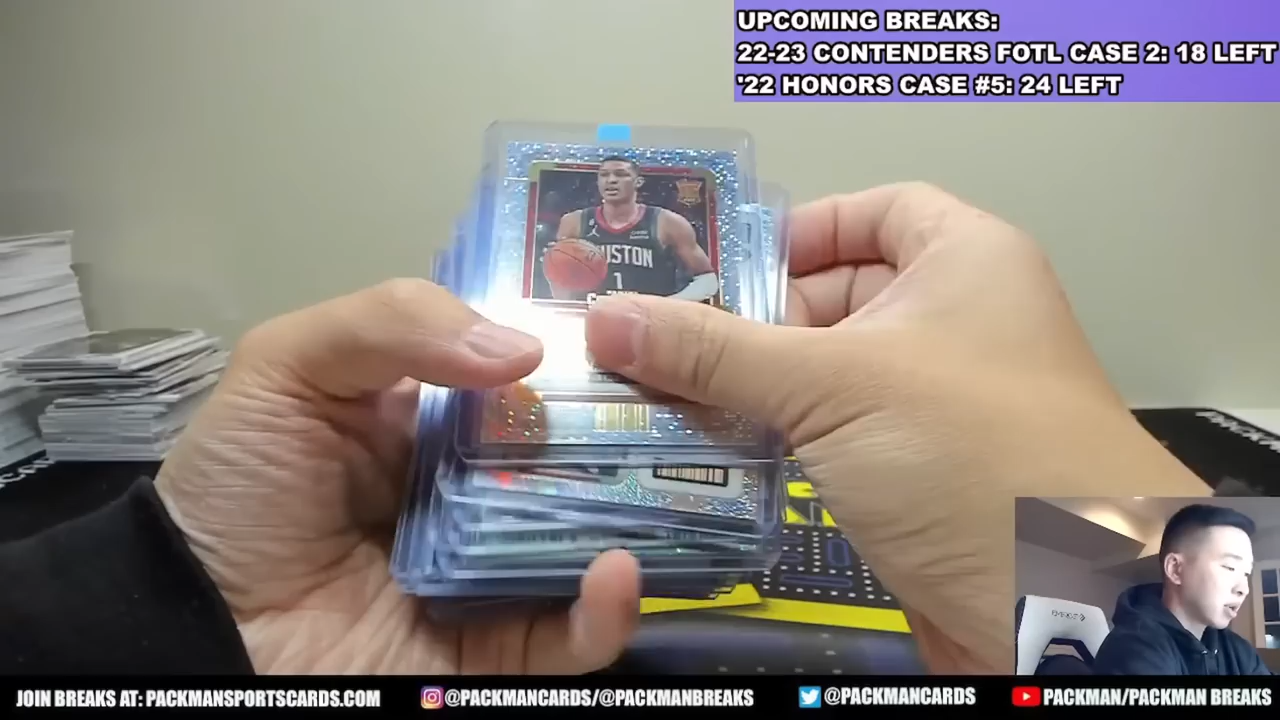 UPCOMING BREAKS:
22-23 CONTENDERS FOTL CASE 2: 18 LEFT
'22 HONORS CASE #5: 24 LEFT
HOUSTON
1
JOIN BREAKS AT: PACKMANSPORTSCARDS.COM
@PACKMANCARDS/@PACKMANBREAKS
@PACKMANCARDS
PACKMAN/PACKMAN BREAKS